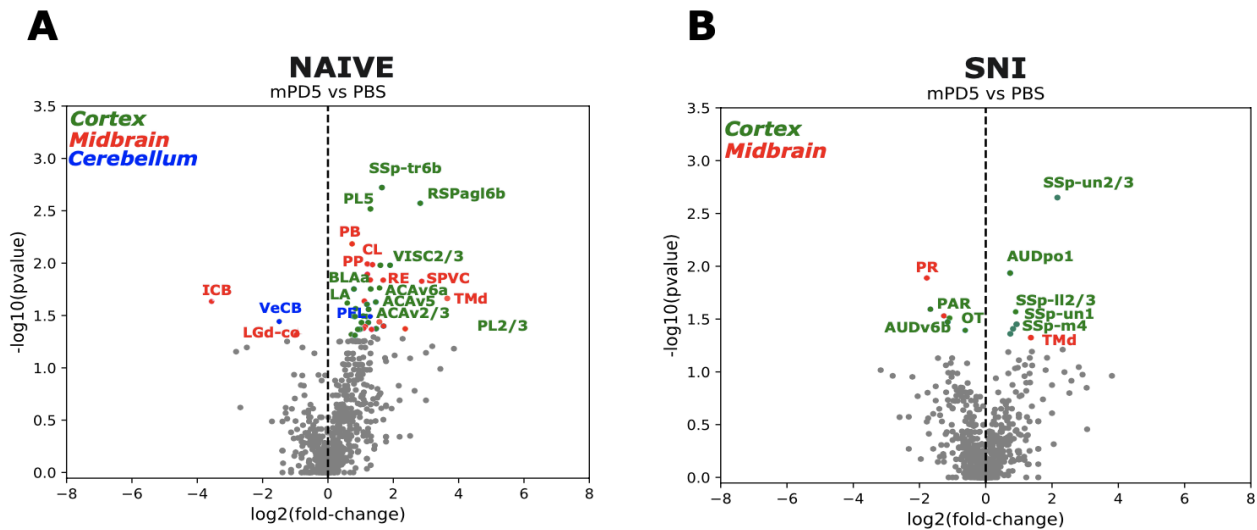 A
NAIVE
mPD5 vs PBS
Cortex
Midbrain
Cerebellum
SSp-tr6b
RSPagl6b
PL5
PB
CL
VISC2/3
PP
BLAa
RE
SPVC
ICB
LA
ACAv6a
TMd
VeCB
PFL
ACAv5
ACAv2/3
LGd-co
PL2/3
3.5
3.0
2.5
2.0
1.5
1.0
0.5
0.0
-log10(pvalue)
−8
−6
−4
−2
0
2
4
6
8
log2(fold-change)
B
SNI
mPD5 vs PBS
Cortex
Midbrain
SSp-un2/3
AUDpo1
PR
PAR
SSp-ll2/3
OT
SSp-un1
AUDv6b
SSp-m4
TMd
3.5
3.0
2.5
2.0
1.5
1.0
0.5
0.0
-log10(pvalue)
−8
−6
−4
−2
0
2
4
6
8
log2(fold-change)